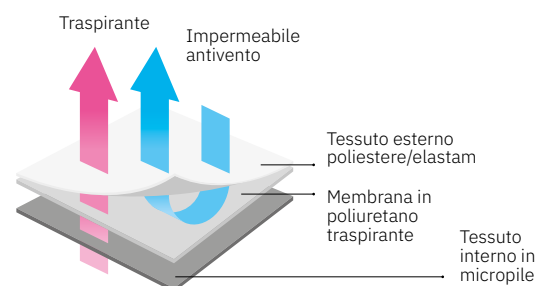 Traspirante
Impermeabile
antivento
Tessuto esterno
poliestere/elastam
Membrana in
poliuretano
traspirante
Tessuto
interno in
micropile